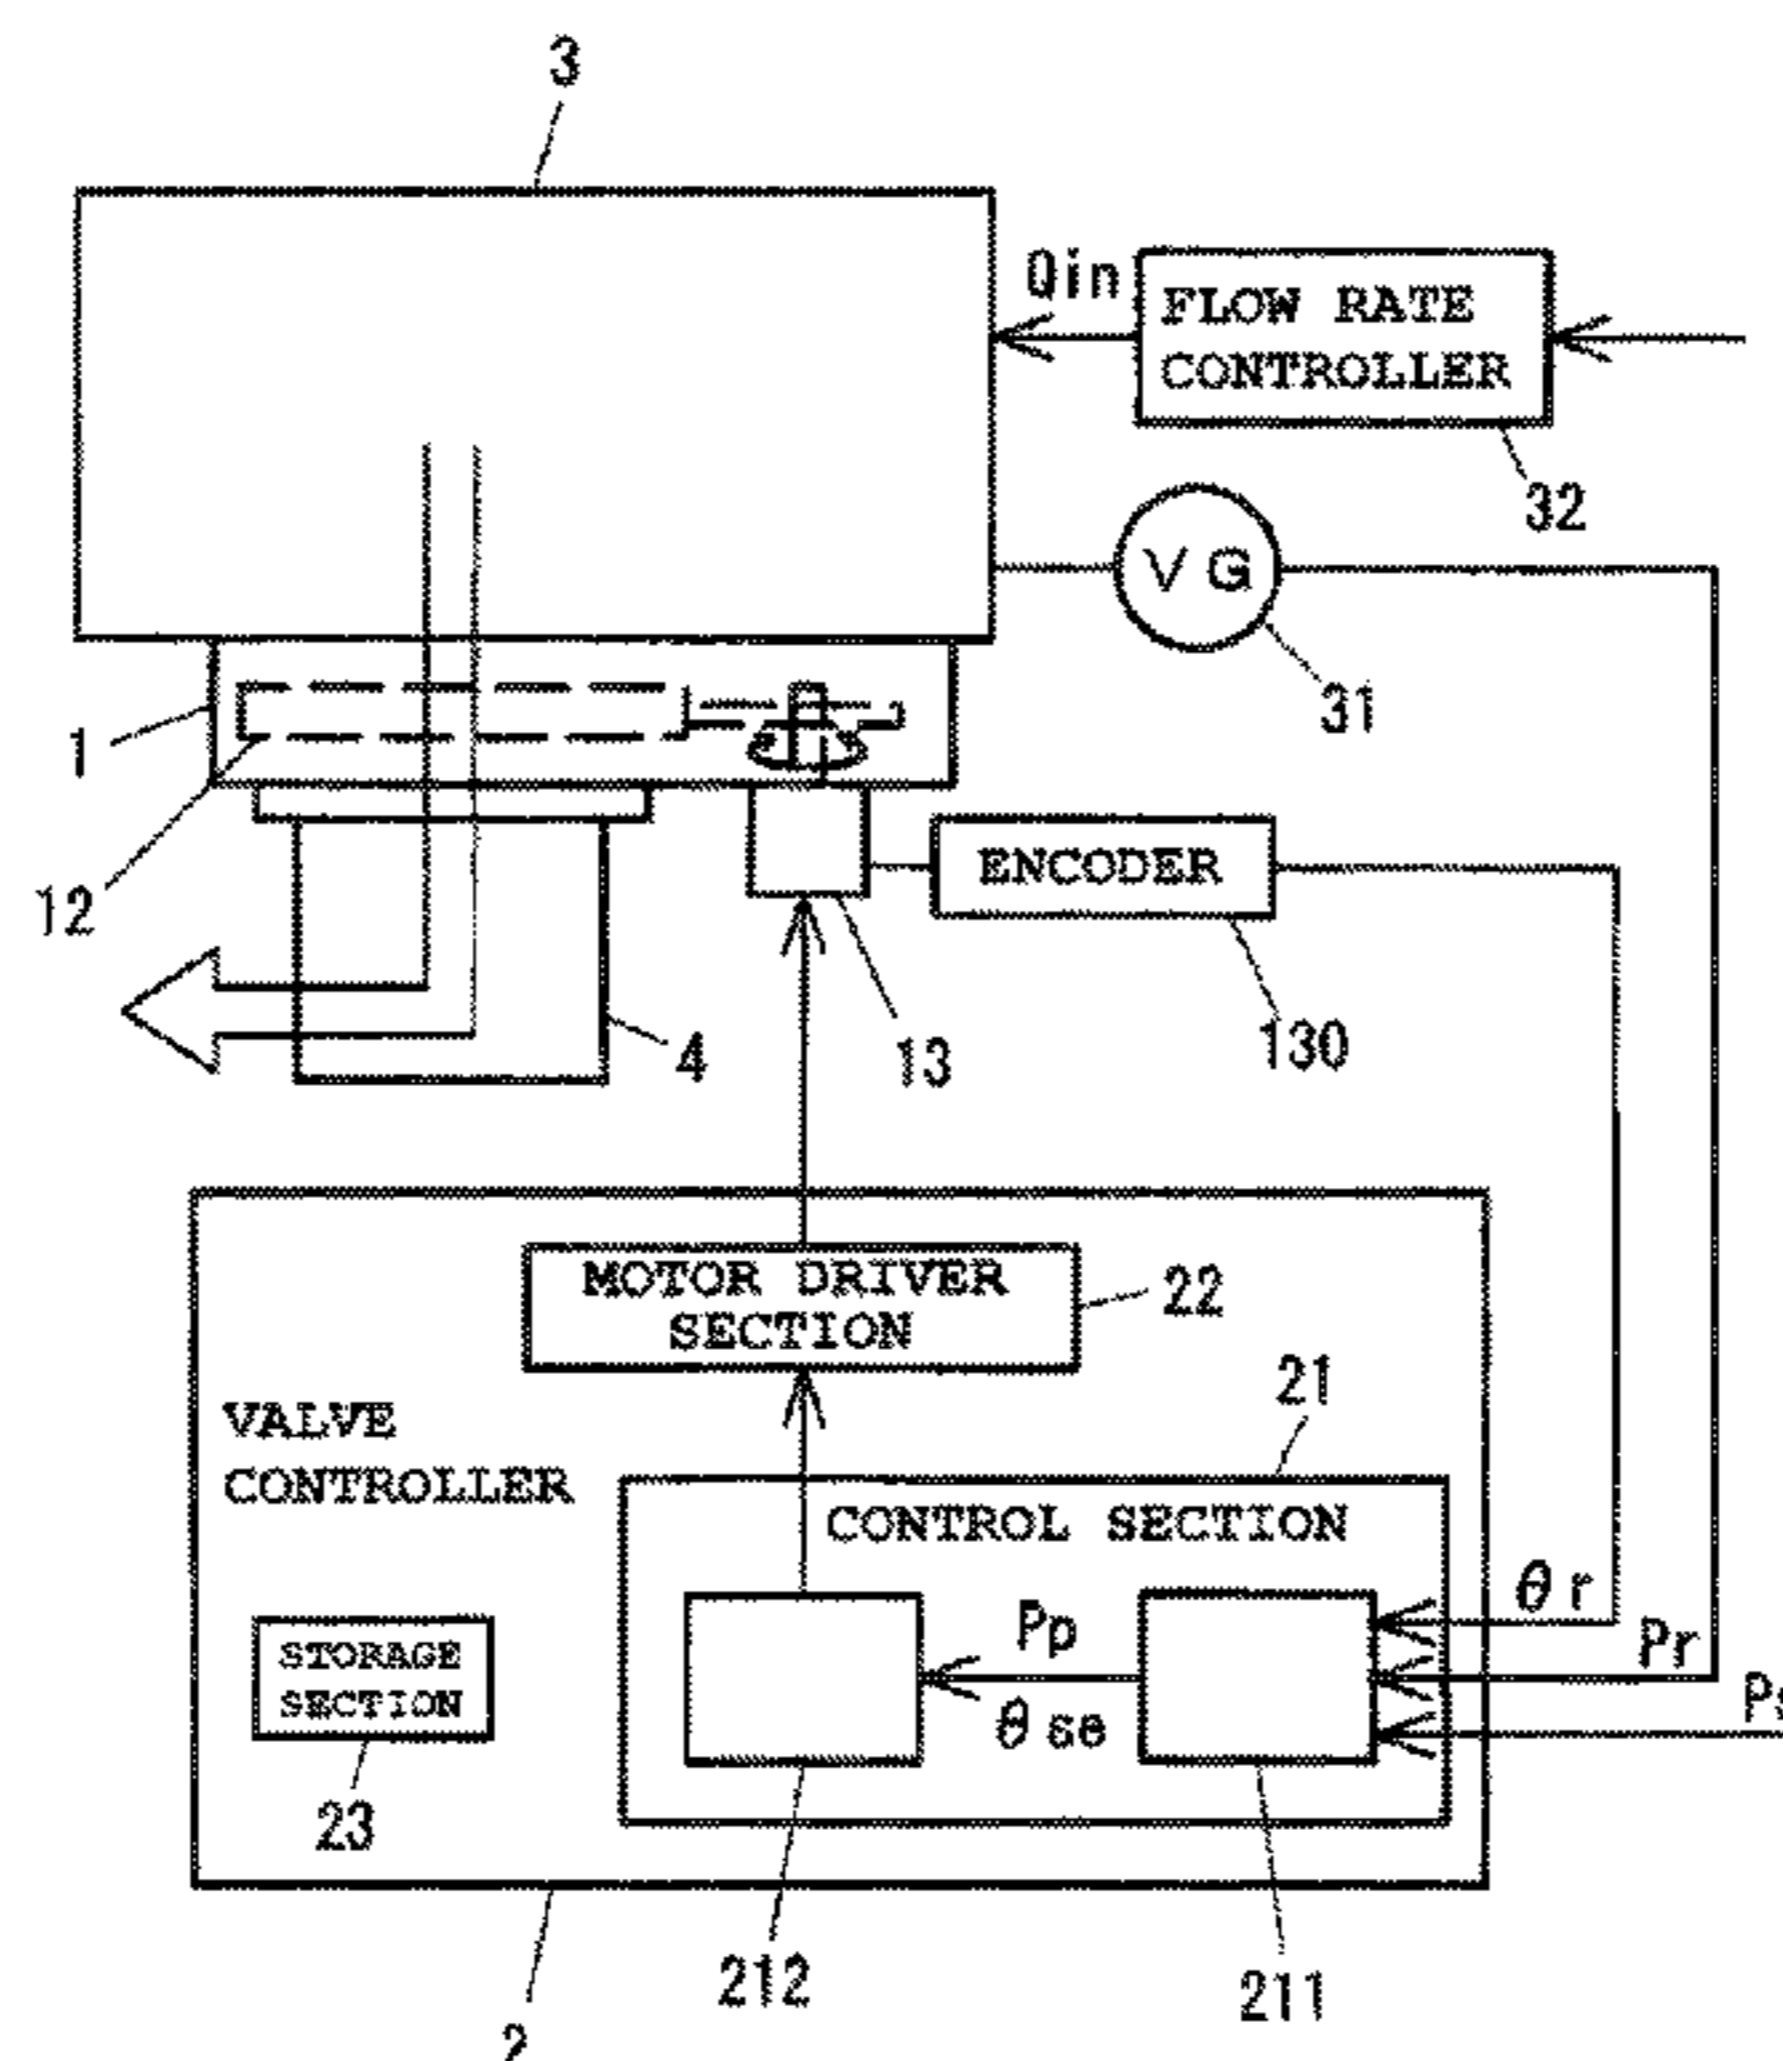 3
Qin
FLOW RATE
CONTROLLER
32
VG
31
1
12
ENCODER
130
13
4
MOTOR DRIVER
SECTION
22
21
VALVE
CONTROLLER
CONTROL SECTION
θr
Pr
Pp
θse
STORAGE
SECTION
23
212
211
2